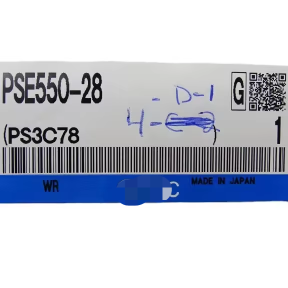 PSE550-28
G
4 - D-1
(PS3C78 ) 1
WR MADE IN JAPAN